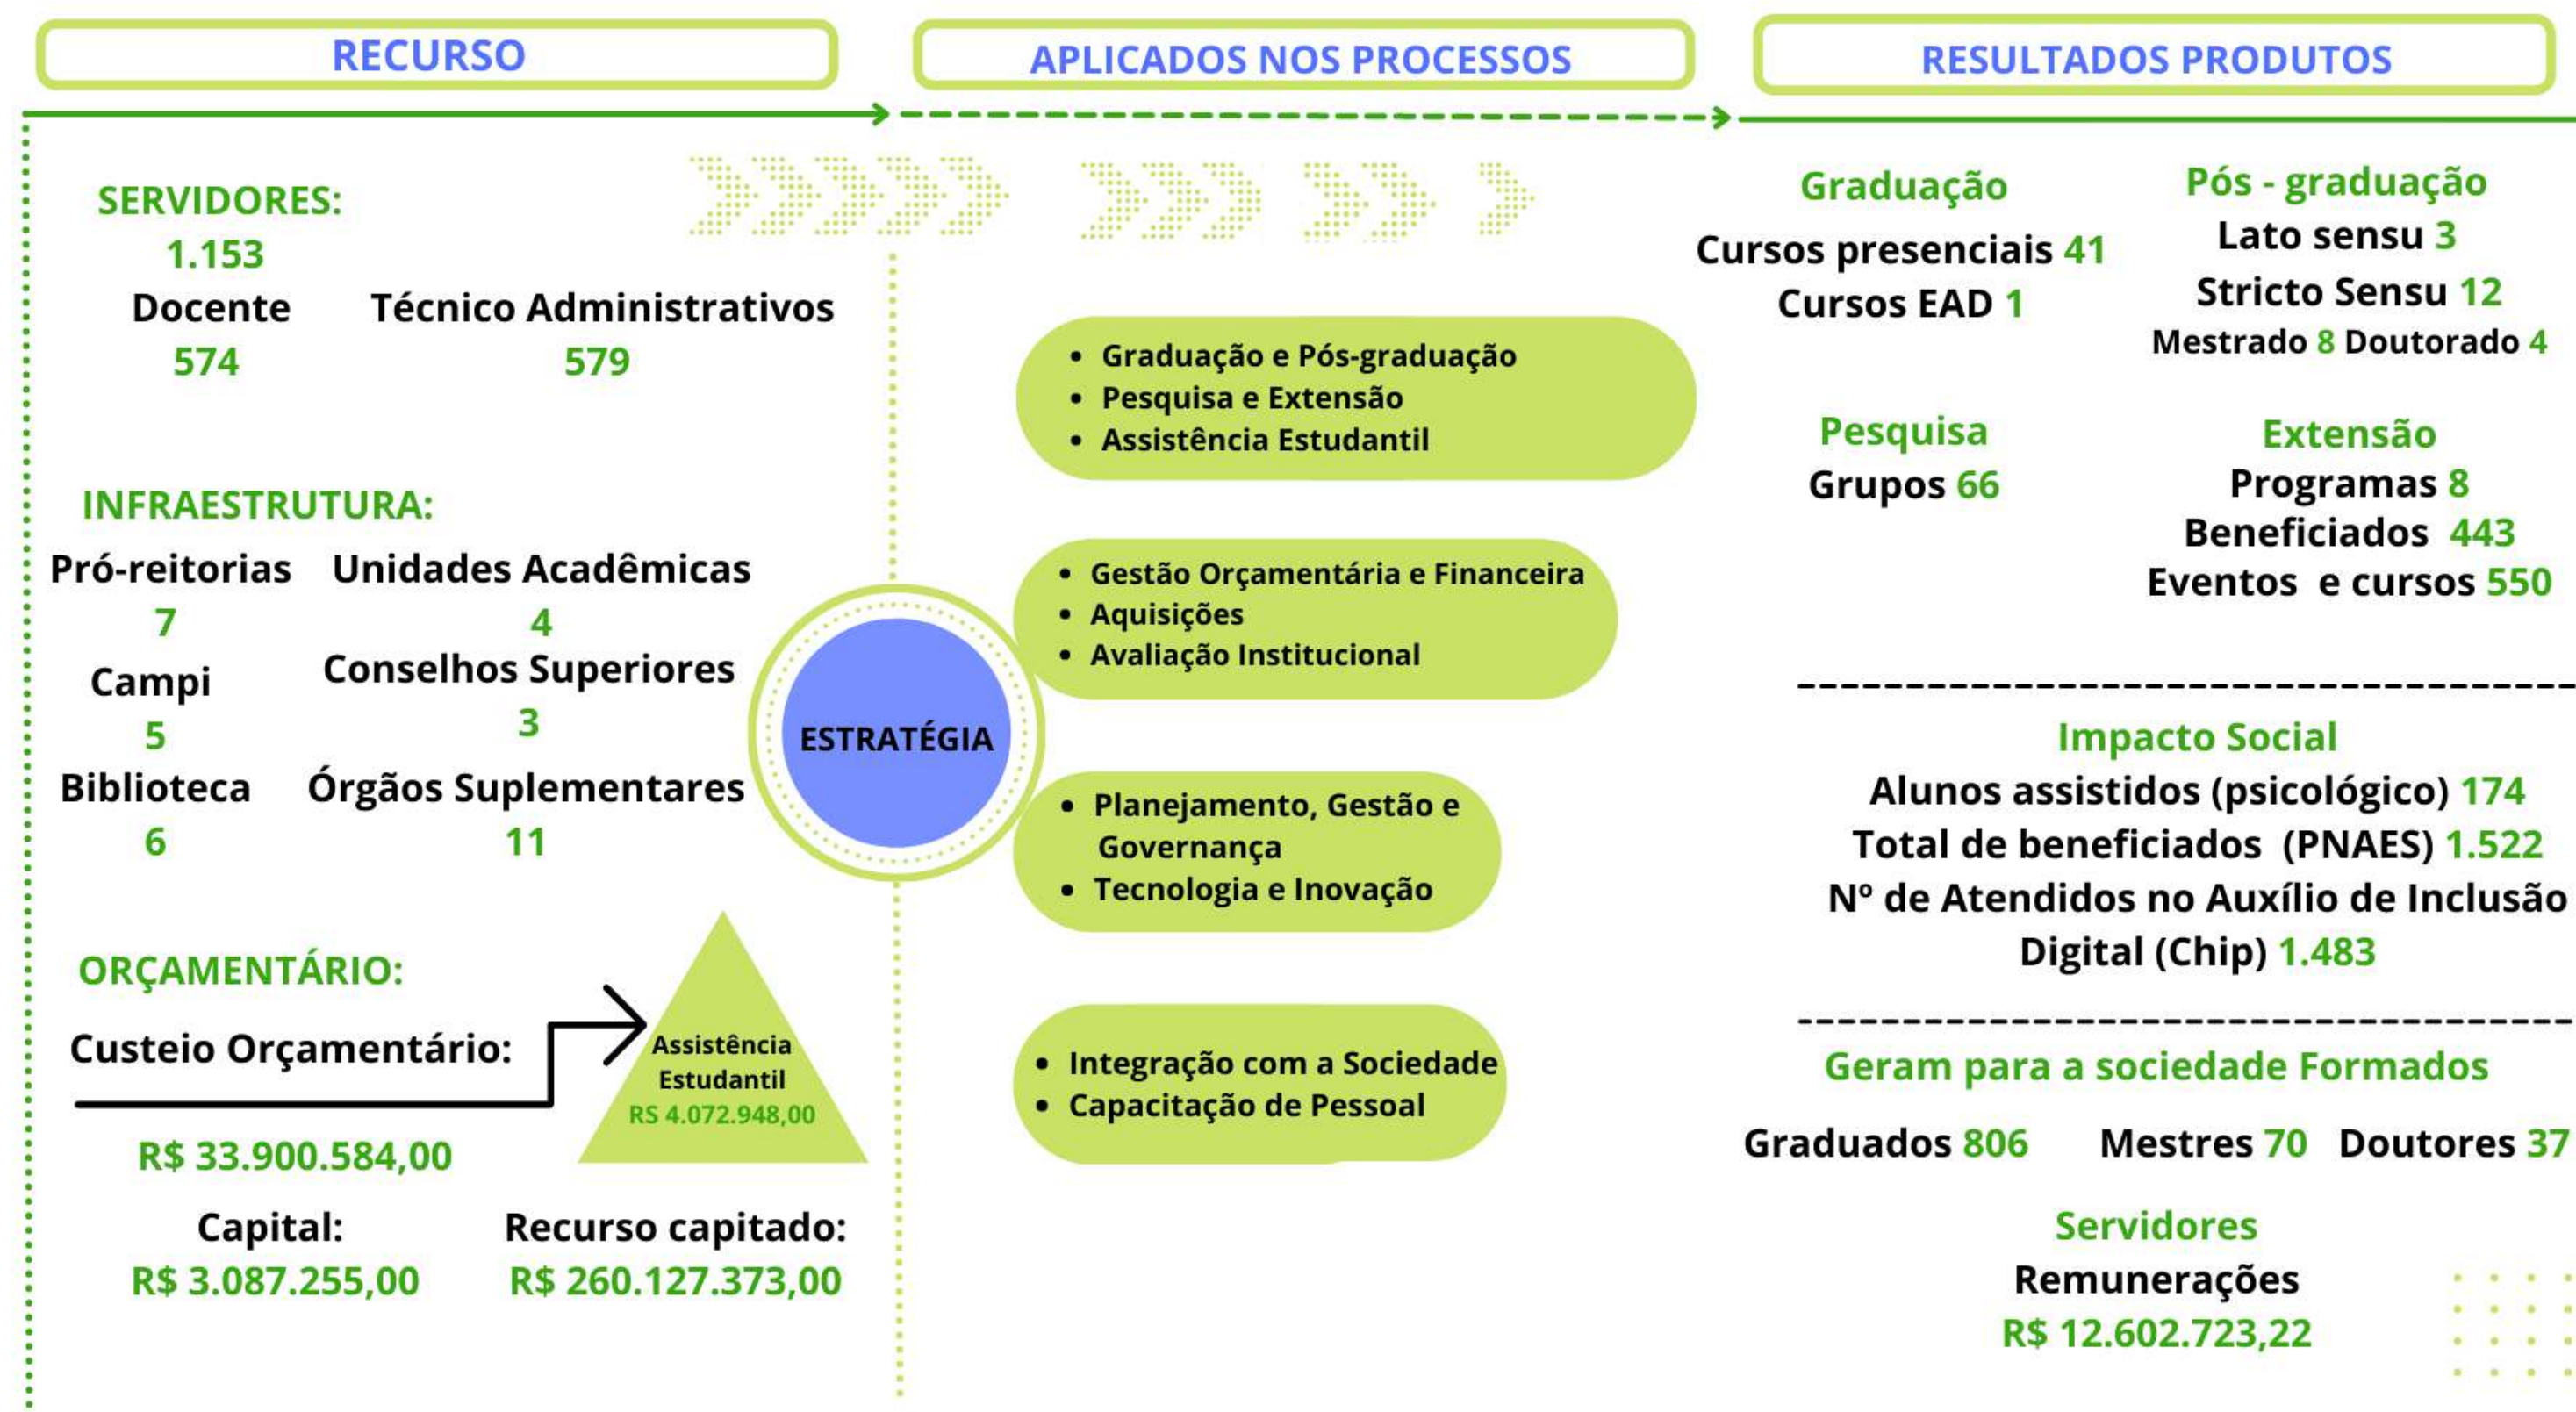 RECURSO
APLICADOS NOS PROCESSOS
RESULTADOS PRODUTOS
SERVIDORES:
1.153
Docente Técnico Administrativos
574 579
INFRAESTRUTURA:
Pró-reitorias Unidades Acadêmicas
7 4
Campi Conselhos Superiores
5 3
Biblioteca Órgãos Suplementares
6 11
ORÇAMENTÁRIO:
Custeio Orçamentário:
R$ 33.900.584,00
Assistência
Estudantil
RS 4.072.948,00
Capital: Recurso capitado:
R$ 3.087.255,00 R$ 260.127.373,00
ESTRATÉGIA
• Graduação e Pós-graduação
• Pesquisa e Extensão
• Assistência Estudantil
• Gestão Orçamentária e Financeira
• Aquisições
• Avaliação Institucional
• Planejamento, Gestão e
Governança
• Tecnologia e Inovação
• Integração com a Sociedade
• Capacitação de Pessoal
Graduação
Cursos presenciais 41
Cursos EAD 1
Pós - graduação
Lato sensu 3
Stricto Sensu 12
Mestrado 8 Doutorado 4
Pesquisa
Grupos 66
Extensão
Programas 8
Beneficiados 443
Eventos e cursos 550
Impacto Social
Alunos assistidos (psicológico) 174
Total de beneficiados (PNAES) 1.522
Nº de Atendidos no Auxílio de Inclusão
Digital (Chip) 1.483
Geram para a sociedade Formados
Graduados 806 Mestres 70 Doutores 37
Servidores
Remunerações
R$ 12.602.723,22